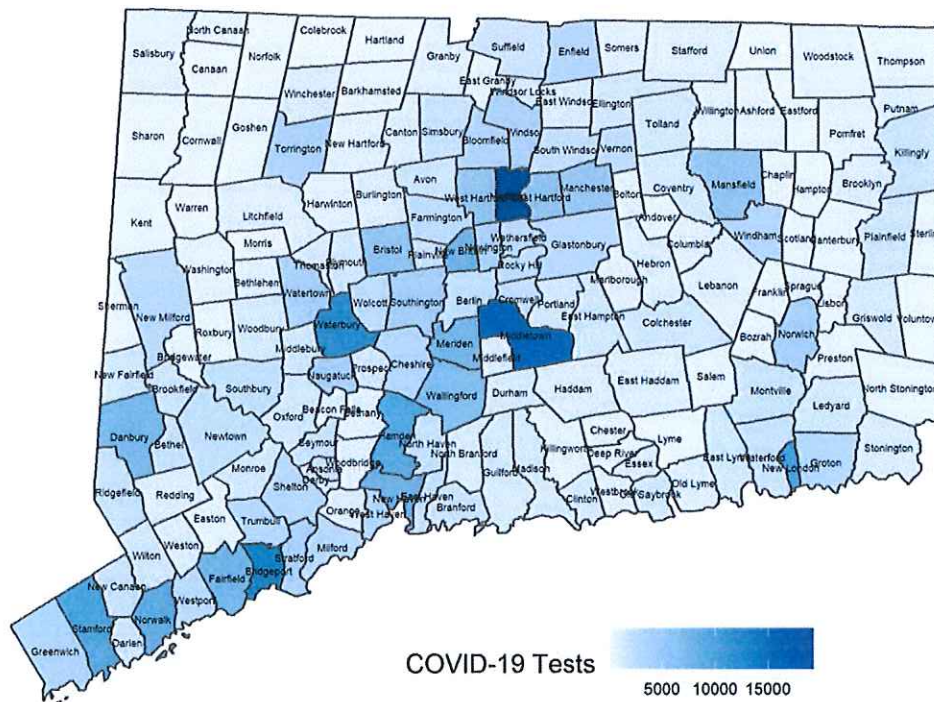 North Canaan
Colebrook
Hartland
Suffield
Enfield
Somers
Stafford
Union
Woodstock
Thompson
Salisbury
Canaan
Norfolk
Granby
East Granby
Windsor Locks
Winchester
Barkhamsted
East Windsor
Ellington
Willington
Ashford
Eastford
Putnam
Sharon
Cornwall
Goshen
Torrington
New Hartford
Canton
Simsbury
Bloomfield
Windsor
South Windsor
Vernon
Tolland
Pomfret
Killingly
Kent
Warren
Litchfield
Harwinton
Burlington
Avon
West Hartford
East Hartford
Manchester
Bolton
Coventry
Mansfield
Chaplin
Hampton
Brooklyn
Farmington
Andover
Morris
Washington
Bethlehem
Thomaston
Plymouth
Bristol
Plainville
New Britain
Newington
Wethersfield
Rocky Hill
Glastonbury
Columbia
Hebron
Marlborough
Windham
Scotland
Canterbury
Plainfield
Sterlin
Sherman
New Milford
Roxbury
Woodbury
Watertown
Waterbury
Wolcott
Southington
Berlin
Cromwell
Portland
East Hampton
Lebanon
Franklin
Sprague
Lisbon
Griswold
Voluntow
Bridgewater
Middlebury
Meriden
Middletown
Middlefield
Colchester
Bozrah
Norwich
Preston
New Fairfield
Brookfield
Southbury
Naugatuck
Prospect
Cheshire
Wallingford
Durham
Haddam
East Haddam
Salem
Montville
North Stonington
Danbury
Bethel
Newtown
Oxford
Beacon Falls
Bethany
Hamden
North Haven
Seymour
Woodbridge
Ansonia
Derby
North Branford
Guilford
Madison
Killingworth
Chester
Deep River
Essex
Lyme
East Lyme
Waterford
New London
Groton
Ledyard
Stonington
Ridgefield
Redding
Monroe
Shelton
New Haven
East Haven
West Haven
Branford
Clinton
Westbrook
Old Saybrook
Old Lyme
Easton
Trumbull
Orange
Milford
Stratford
Wilton
Weston
Fairfield
Bridgeport
New Canaan
Westport
Norwalk
Stamford
Darien
Greenwich
COVID-19 Tests
5000 10000 15000